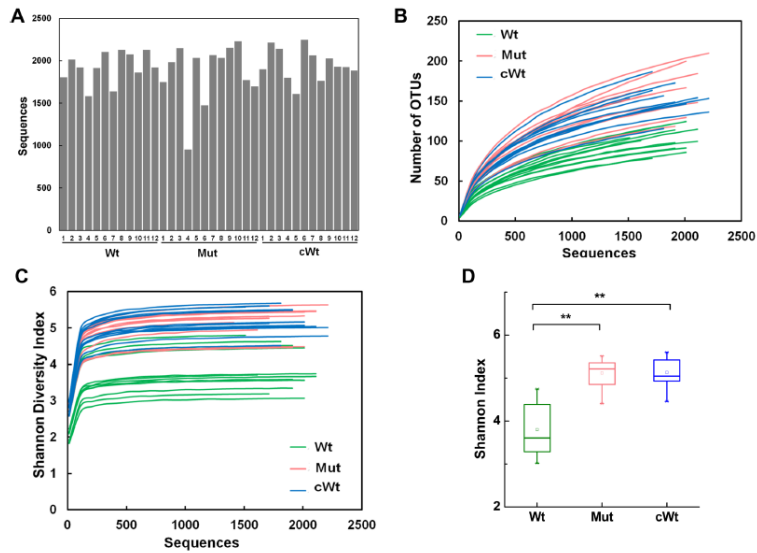 A
2500
2000
1500
1000
500
0
Sequences
1 2 3 4 5 6 7 8 9 10 11 12 1 2 3 4 5 6 7 8 9 10 11 12 1 2 3 4 5 6 7 8 9 10 11 12
Wt Mut cWt
B
250
200
150
100
50
0
Number of OTUs
Wt
Mut
cWt
0 500 1000 1500 2000 2500
Sequences
C
6
5
4
3
2
1
0
Shannon Diversity Index
Wt
Mut
cWt
0 500 1000 1500 2000 2500
Sequences
D
6
4
2
Shannon Index
**
**
Wt Mut cWt